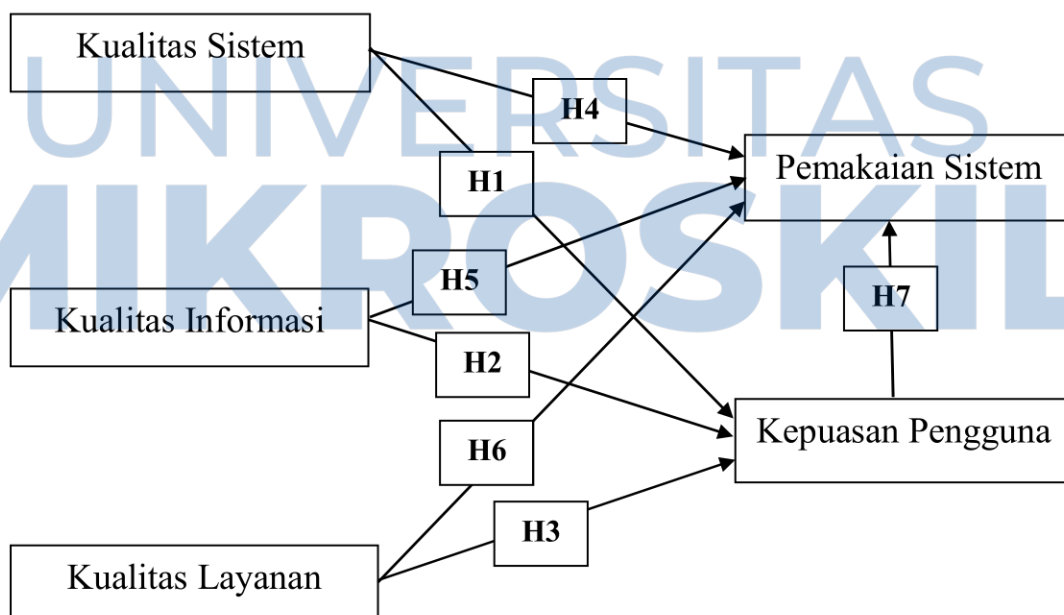 Kualitas Sistem
UNIVERSITAS
H4
Pemakaian Sistem
H1
MIKROSKIL
H5
H7
Kualitas Informasi
H2
Kepuasan Pengguna
H6
H3
Kualitas Layanan